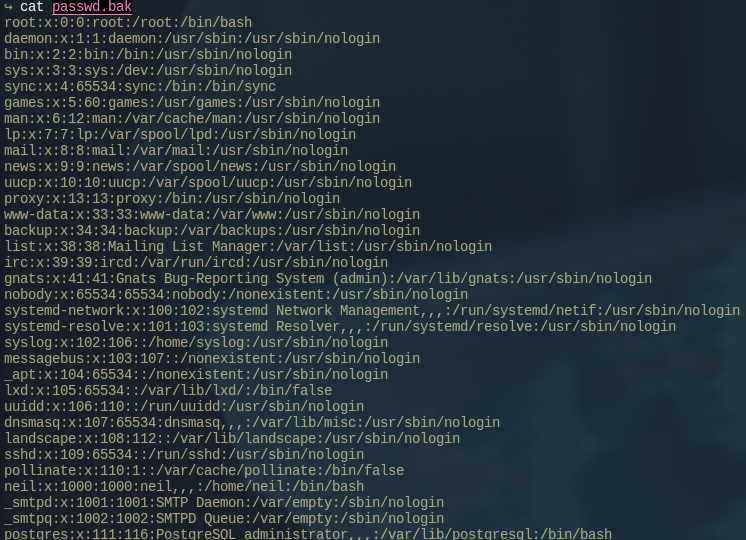 ↪ cat passwd.bak
root:x:0:0:root:/root:/bin/bash
daemon:x:1:1:daemon:/usr/sbin:/usr/sbin/nologin
bin:x:2:2:bin:/bin:/usr/sbin/nologin
sys:x:3:3:sys:/dev:/usr/sbin/nologin
sync:x:4:65534:sync:/bin:/bin/sync
games:x:5:60:games:/usr/games:/usr/sbin/nologin
man:x:6:12:man:/var/cache/man:/usr/sbin/nologin
lp:x:7:7:lp:/var/spool/lpd:/usr/sbin/nologin
mail:x:8:8:mail:/var/mail:/usr/sbin/nologin
news:x:9:9:news:/var/spool/news:/usr/sbin/nologin
uucp:x:10:10:uucp:/var/spool/uucp:/usr/sbin/nologin
proxy:x:13:13:proxy:/bin:/usr/sbin/nologin
www-data:x:33:33:www-data:/var/www:/usr/sbin/nologin
backup:x:34:34:backup:/var/backups:/usr/sbin/nologin
list:x:38:38:Mailing List Manager:/var/list:/usr/sbin/nologin
irc:x:39:39:ircd:/var/run/ircd:/usr/sbin/nologin
gnats:x:41:41:Gnats Bug-Reporting System (admin):/var/lib/gnats:/usr/sbin/nologin
nobody:x:65534:65534:nobody:/nonexistent:/usr/sbin/nologin
systemd-network:x:100:102:systemd Network Management,,,:/run/systemd/netif:/usr/sbin/nologin
systemd-resolve:x:101:103:systemd Resolver,,,:/run/systemd/resolve:/usr/sbin/nologin
syslog:x:102:106::/home/syslog:/usr/sbin/nologin
messagebus:x:103:107::/nonexistent:/usr/sbin/nologin
_apt:x:104:65534::/nonexistent:/usr/sbin/nologin
lxd:x:105:65534::/var/lib/lxd/:/bin/false
uuidd:x:106:110::/run/uuidd:/usr/sbin/nologin
dnsmasq:x:107:65534:dnsmasq,,,:/var/lib/misc:/usr/sbin/nologin
landscape:x:108:112::/var/lib/landscape:/usr/sbin/nologin
sshd:x:109:65534::/run/sshd:/usr/sbin/nologin
pollinate:x:110:1::/var/cache/pollinate:/bin/false
neil:x:1000:1000:neil,,,:/home/neil:/bin/bash
_smtpd:x:1001:1001:SMTP Daemon:/var/empty:/sbin/nologin
_smtpq:x:1002:1002:SMTPD Queue:/var/empty:/sbin/nologin
postgres:x:111:116:PostgreSQL administrator,,,:/var/lib/postgresql:/bin/bash